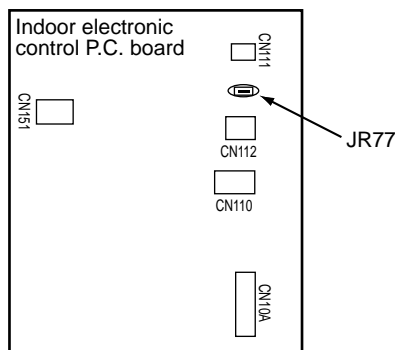 Indoor electronic
control P.C. board
CN111
CN151
JR77
CN112
CN110
CN10A